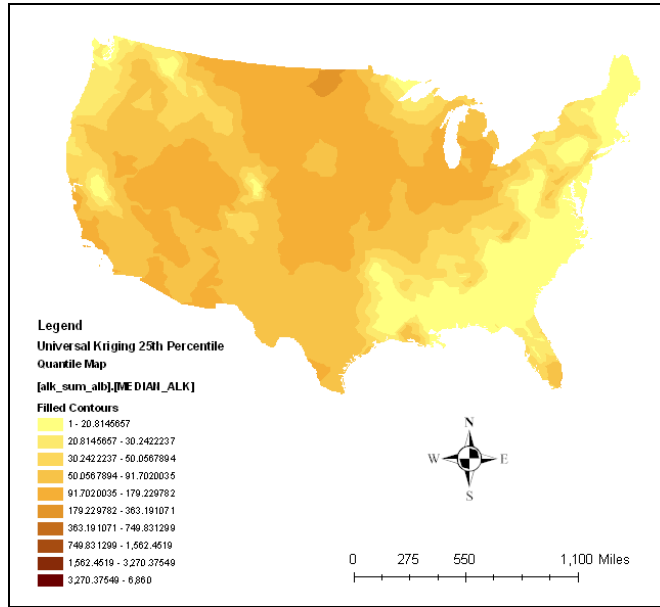 Legend
Universal Kriging 25th Percentile
Quantile Map
[alk_sum_alb].[MEDIAN_ALK]
Filled Contours
1 - 20.8145657
20.8145657 - 30.2422237
30.2422237 - 50.0567894
50.0567894 - 91.7020035
91.7020035 - 179.229782
179.229782 - 363.191071
363.191071 - 749.831299
749.831299 - 1,562.4519
1,562.4519 - 3,270.37549
3,270.37549 - 6,860
N
W E
S
0 275 550 1,100 Miles